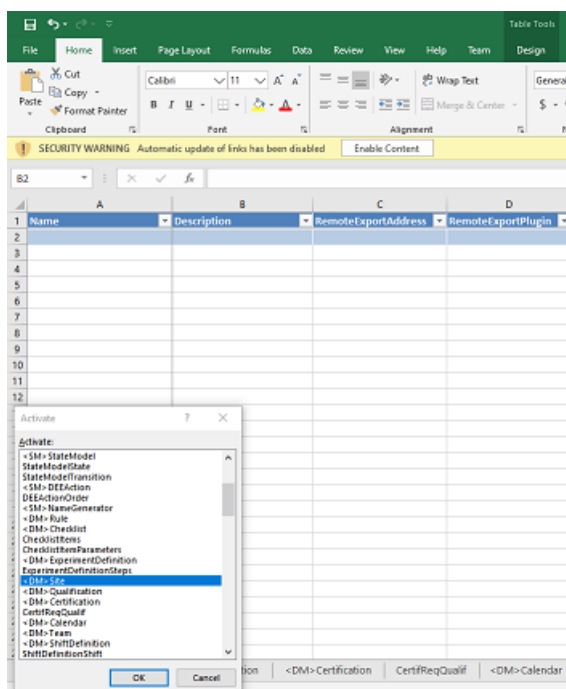 Table Tools
File Home Insert Page Layout Formulas Data Review View Help Team Design
Paste
Cut
Copy
Format Painter
Calibri 11 A A
Wrap Text
General
B I U A
Merge & Center
$
Clipboard Font Alignment
SECURITY WARNING Automatic update of links has been disabled Enable Content
B2 fx
A B C D
1 Name Description RemoteExportAddress RemoteExportPlugin
2
3
4
5
6
7
8
9
10
11
12
Activate ? ×
Activate:
<SM>StateModel
StateModelState
StateModelTransition
<SM>DEEAction
DEEActionOrder
<SM>NameGenerator
<DM>Rule
<DM>Checklist
ChecklistItems
ChecklistItemParameters
<DM>ExperimentDefinition
ExperimentDefinitionSteps
<DM>Site
<DM>Qualification
<DM>Certification
CertifReqQualif
<DM>Calendar
<DM>Team
<DM>ShiftDefinition
ShiftDefinitionShift
OK Cancel
tion <DM>Certification CertifReqQualif <DM>Calendar